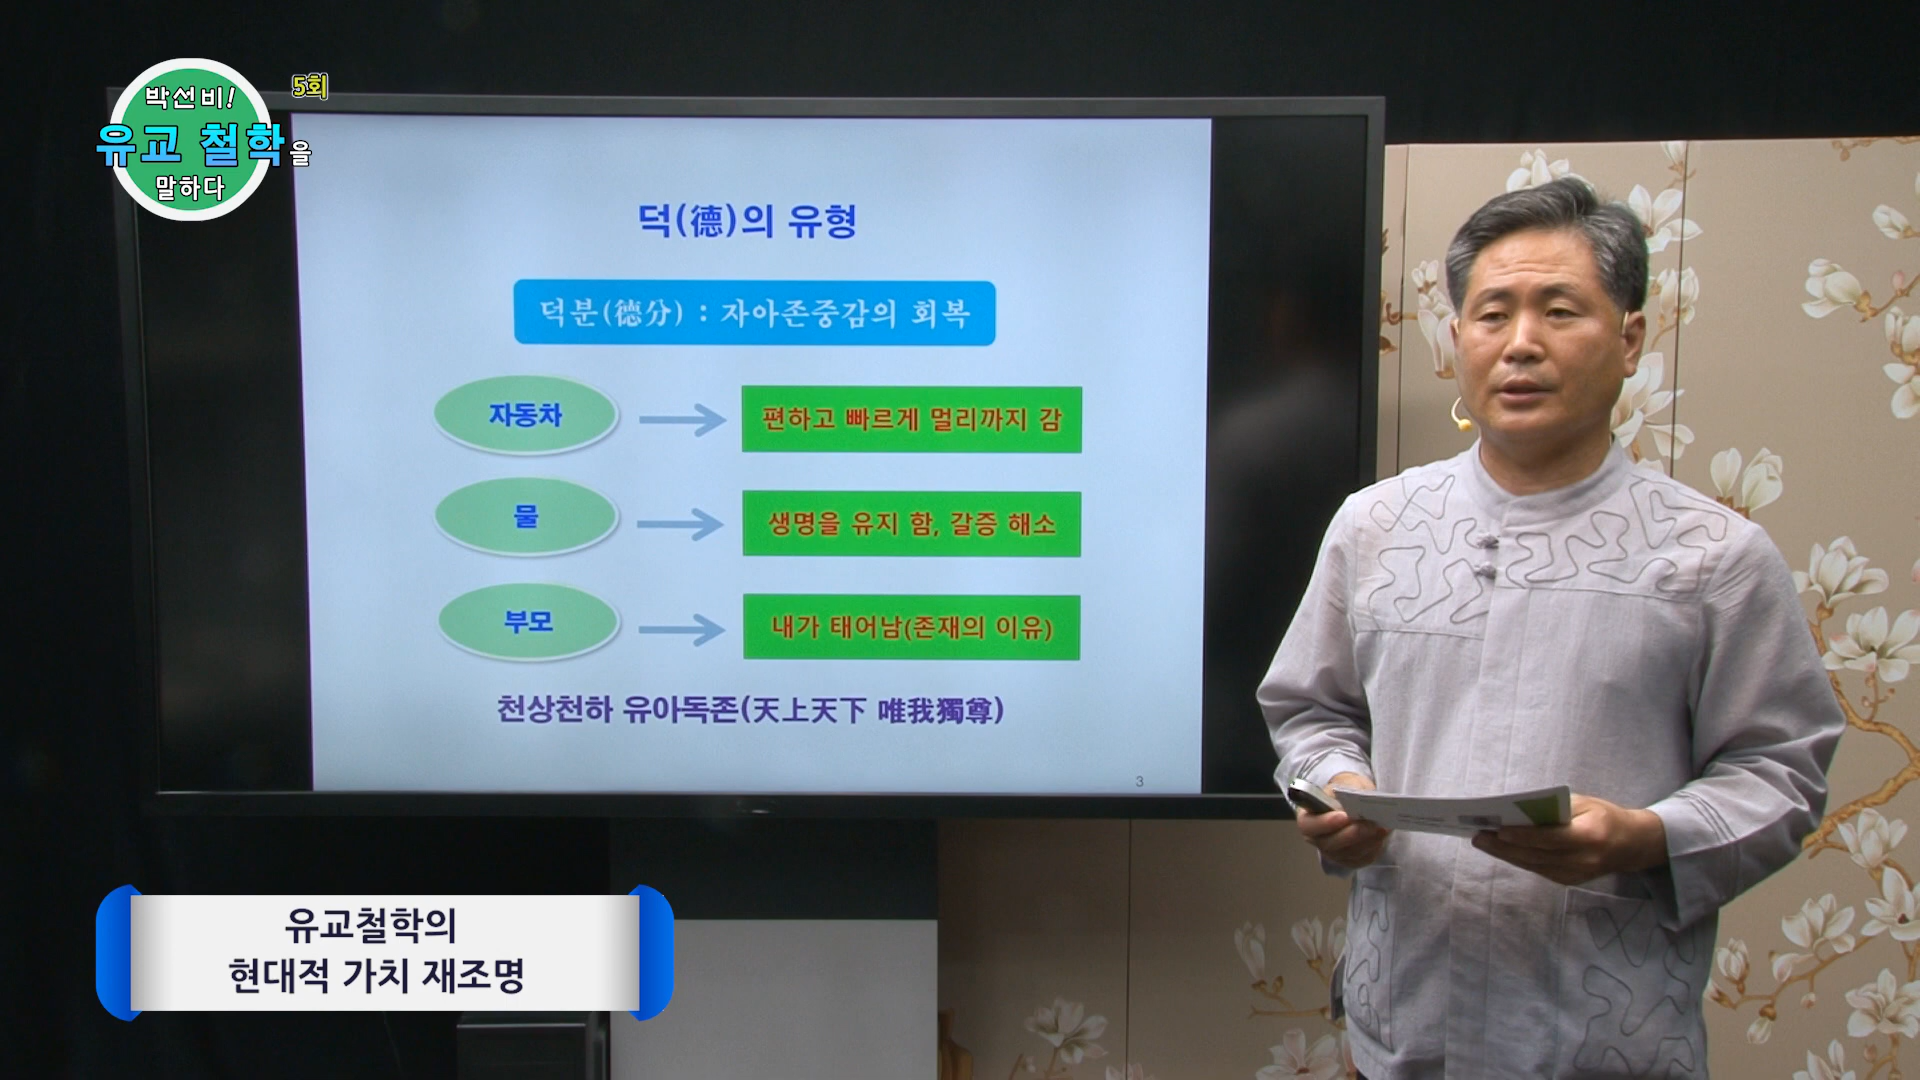 박선비!
유교 철학을
말하다
5회
덕(德)의 유형
덕분(德分) : 자아존중감의 회복
자동차
편하고 빠르게 멀리까지 감
물
생명을 유지 함, 갈증 해소
부모
내가 태어남(존재의 이유)
천상천하 유아독존(天上天下 唯我獨尊)
3
유교철학의
현대적 가치 재조명